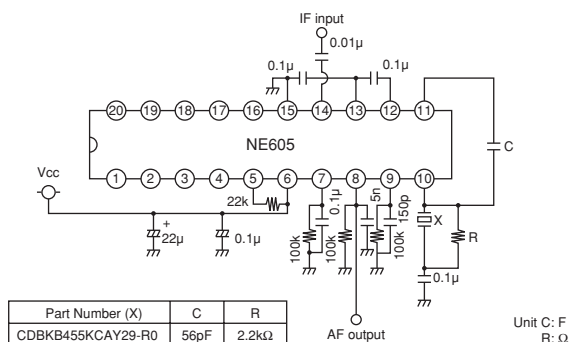 IF input
0.01µ
0.1µ
0.1µ
20 19 18 17 16 15 14 13 12 11
NE605
C
Vcc
1 2 3 4 5 6 7 8 9 10
22k
+
22µ
0.1µ
100k
0.1µ
100k
5n
150p
100k
X
R
0.1µ
AF output
Part Number (X) C R
CDBKB455KCAY29-R0 56pF 2.2kΩ
Unit C: F
R: Ω